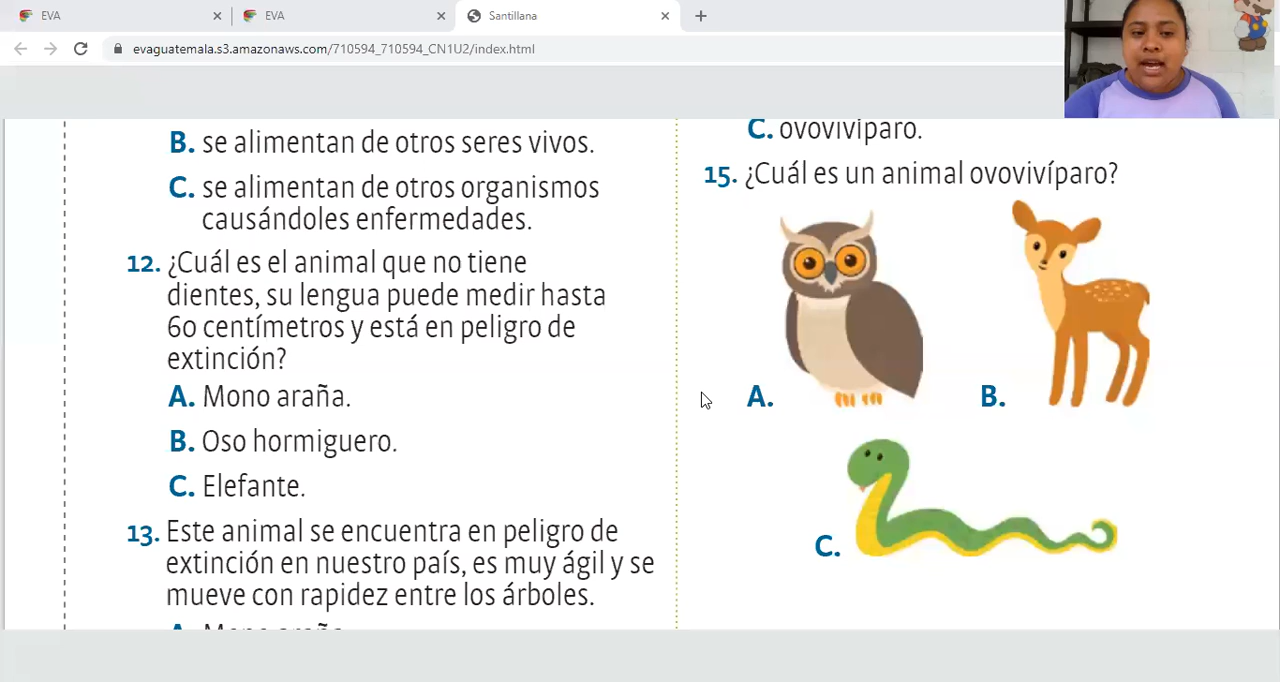 EVA
EVA
Santillana
evaguatemala.s3.amazonaws.com/710594_710594_CN1U2/index.html
B. se alimentan de otros seres vivos.
C. se alimentan de otros organismos
causándoles enfermedades.
12. ¿Cuál es el animal que no tiene
dientes, su lengua puede medir hasta
60 centímetros y está en peligro de
extinción?
A. Mono araña.
B. Oso hormiguero.
C. Elefante.
13. Este animal se encuentra en peligro de
extinción en nuestro país, es muy ágil y se
mueve con rapidez entre los árboles.
A. Mono araña
C. ovovivíparo.
15. ¿Cuál es un animal ovovivíparo?
A.
B.
C.